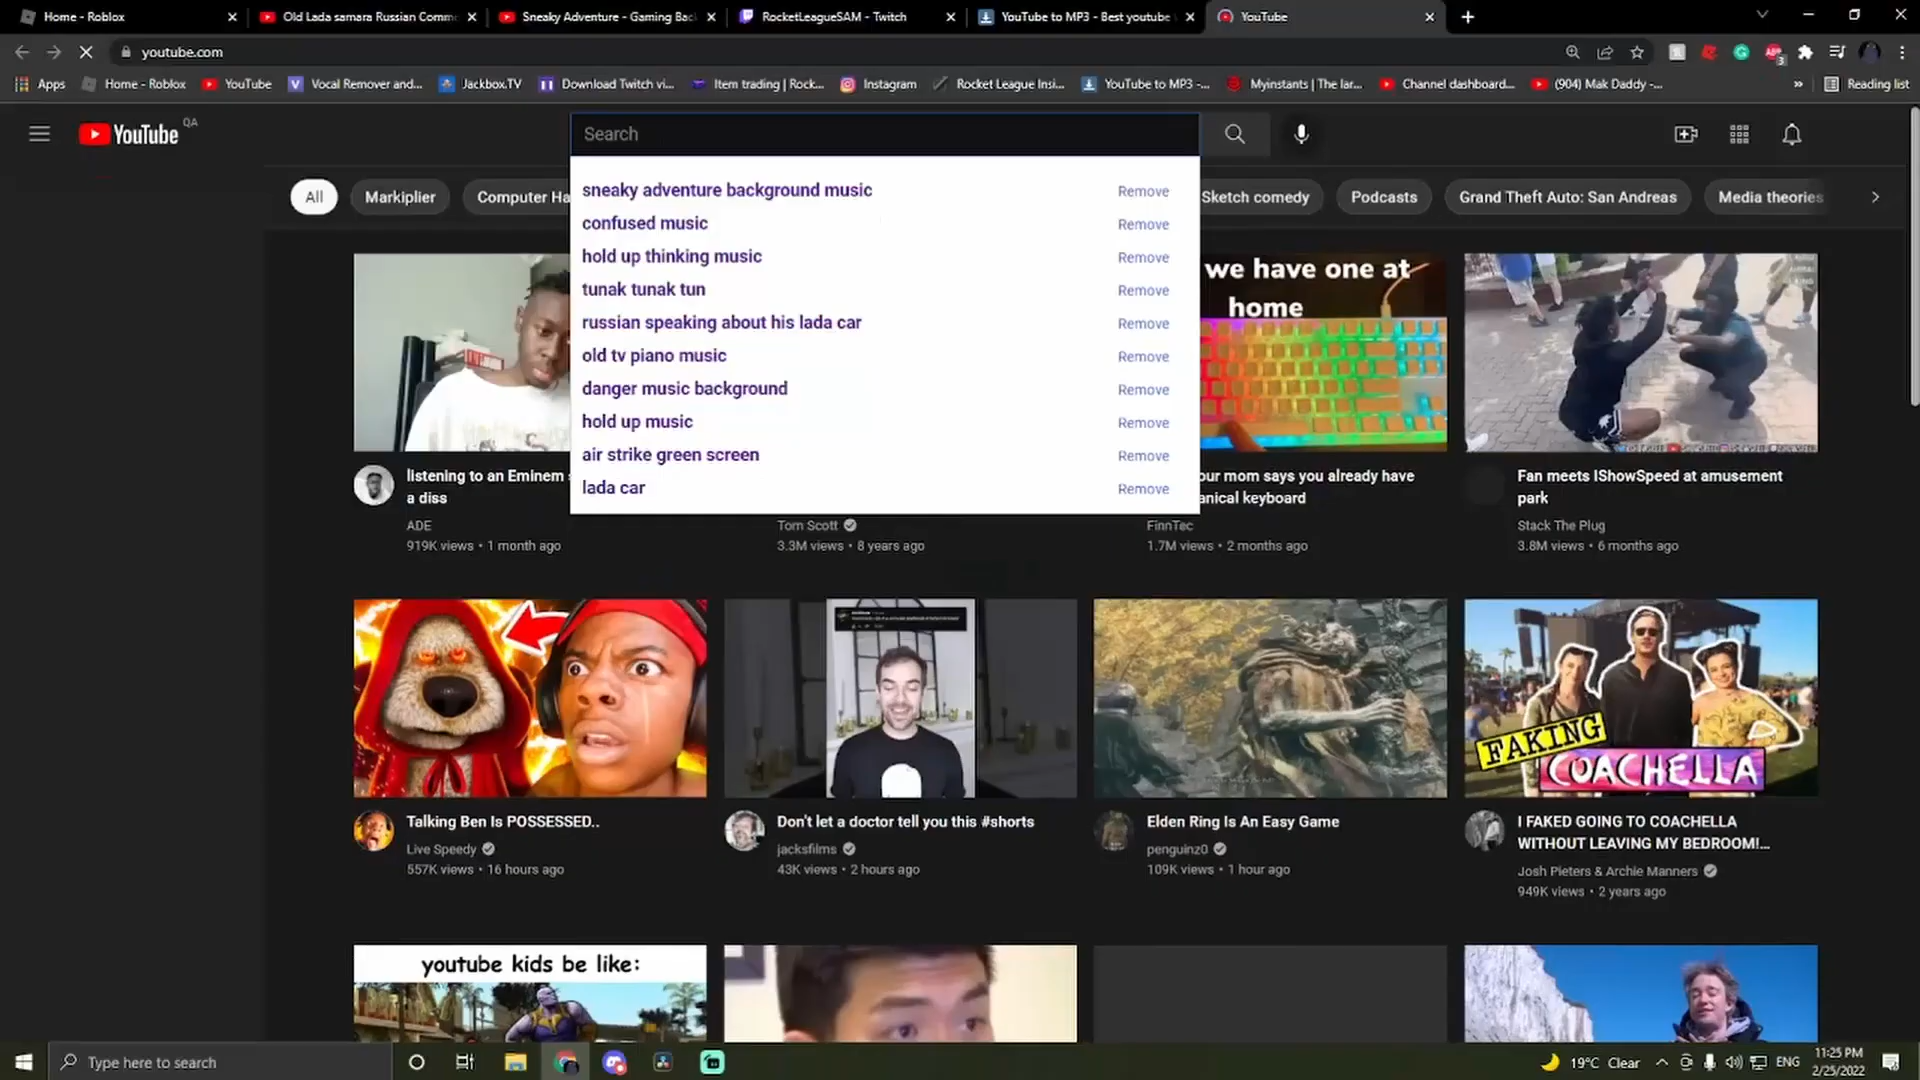 Home - Roblox
Old Lada samara Russian Comme
Sneaky Adventure - Gaming Bac
RocketLeagueSAM - Twitch
YouTube to MP3 - Best youtube
YouTube
youtube.com
Apps
Home - Roblox
YouTube
Vocal Remover and...
Jackbox.TV
Download Twitch vi...
Item trading | Rock...
Instagram
Rocket League Insi...
YouTube to MP3 -...
Myinstants | The lar...
Channel dashboard...
(904) Mak Daddy -...
Reading list
YouTube QA
Search
All
Markiplier
Computer Ha
Sketch comedy
Podcasts
Grand Theft Auto: San Andreas
Media theories
sneaky adventure background music Remove
confused music Remove
hold up thinking music Remove
tunak tunak tun Remove
russian speaking about his lada car Remove
old tv piano music Remove
danger music background Remove
hold up music Remove
air strike green screen Remove
lada car Remove
we have one at
home
listening to an Eminem
a diss
ADE
919K views • 1 month ago
Tom Scott
3.3M views • 8 years ago
our mom says you already have
anical keyboard
FinnTec
1.7M views • 2 months ago
Fan meets IShowSpeed at amusement
park
Stack The Plug
3.8M views • 6 months ago
FAKING
COACHELLA
Talking Ben Is POSSESSED..
Live Speedy
557K views • 16 hours ago
Don't let a doctor tell you this #shorts
jacksfilms
43K views • 2 hours ago
Elden Ring Is An Easy Game
penguinz0
109K views • 1 hour ago
I FAKED GOING TO COACHELLA
WITHOUT LEAVING MY BEDROOM!...
Josh Pieters & Archie Manners
949K views • 2 years ago
youtube kids be like:
Type here to search
19°C Clear
ENG
11:25 PM
2/25/2022